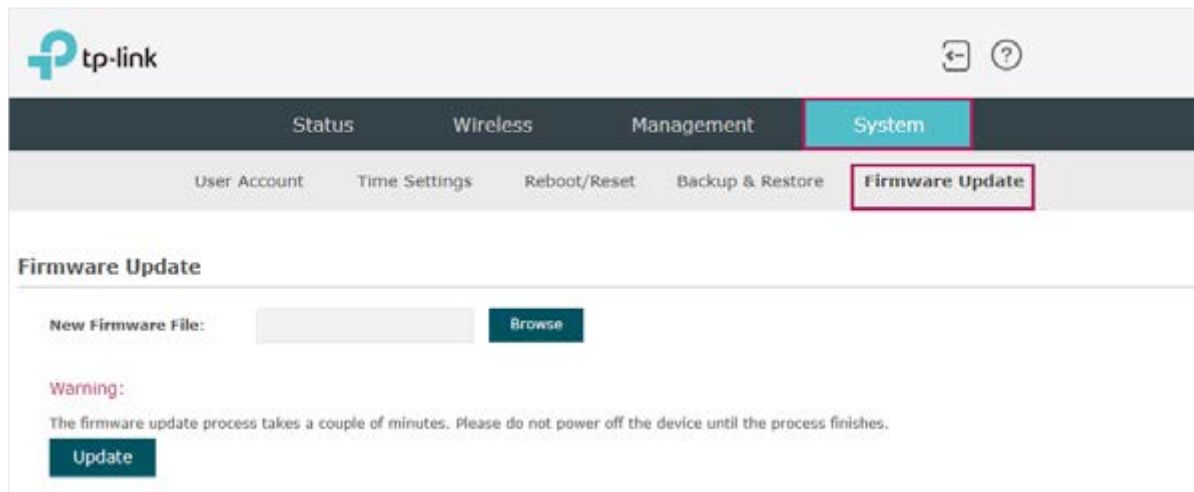 tp-link
Status Wireless Management System
User Account Time Settings Reboot/Reset Backup & Restore Firmware Update
Firmware Update
New Firmware File: Browse
Warning:
The firmware update process takes a couple of minutes. Please do not power off the device until the process finishes.
Update